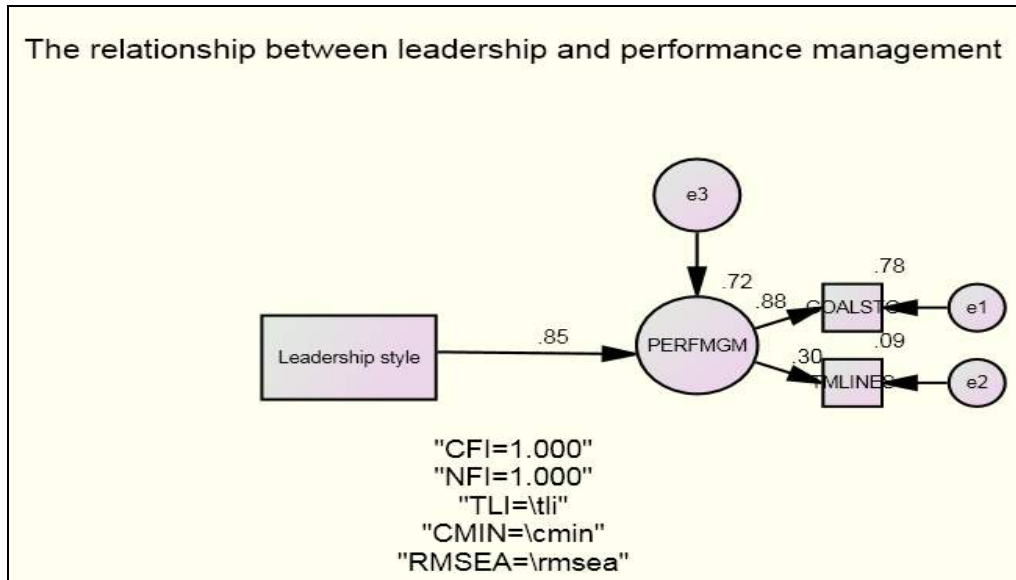 The relationship between leadership and performance management
e3
.72
.78
.88
e1
Leadership style
.85
PERFMGM
.09
.30
e2
"CFI=1.000"
"NFI=1.000"
"TLI=\tli"
"CMIN=\cmin"
"RMSEA=\rmsea"